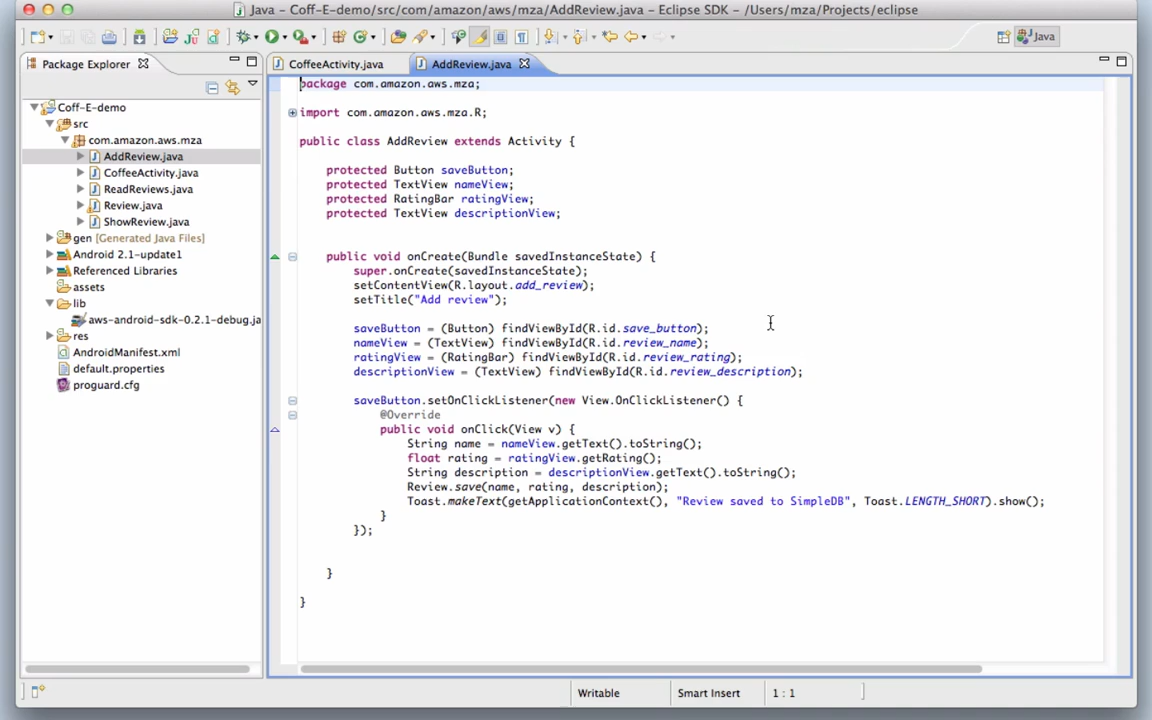 Java – Coff-E-demo/src/com/amazon/aws/mza/AddReview.java – Eclipse SDK – /Users/mza/Projects/eclipse
Java
Package Explorer
CoffeeActivity.java
AddReview.java
Coff-E-demo
src
com.amazon.aws.mza
AddReview.java
CoffeeActivity.java
ReadReviews.java
Review.java
ShowReview.java
gen [Generated Java Files]
Android 2.1-update1
Referenced Libraries
assets
lib
aws-android-sdk-0.2.1-debug.ja
res
AndroidManifest.xml
default.properties
proguard.cfg
package com.amazon.aws.mza;
import com.amazon.aws.mza.R;
public class AddReview extends Activity {
protected Button saveButton;
protected TextView nameView;
protected RatingBar ratingView;
protected TextView descriptionView;
public void onCreate(Bundle savedInstanceState) {
super.onCreate(savedInstanceState);
setContentView(R.layout.add_review);
setTitle("Add review");
saveButton = (Button) findViewById(R.id.save_button);
nameView = (TextView) findViewById(R.id.review_name);
ratingView = (RatingBar) findViewById(R.id.review_rating);
descriptionView = (TextView) findViewById(R.id.review_description);
saveButton.setOnClickListener(new View.OnClickListener() {
@Override
public void onClick(View v) {
String name = nameView.getText().toString();
float rating = ratingView.getRating();
String description = descriptionView.getText().toString();
Review.save(name, rating, description);
Toast.makeText(getApplicationContext(), "Review saved to SimpleDB", Toast.LENGTH_SHORT).show();
}
});
}
}
Writable
Smart Insert
1 : 1